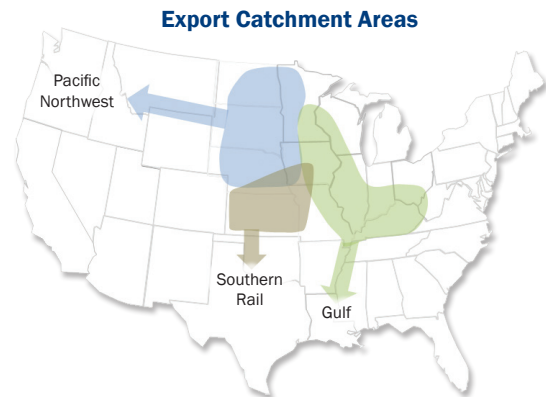 Export Catchment Areas
Pacific
Northwest
Southern
Rail
Gulf